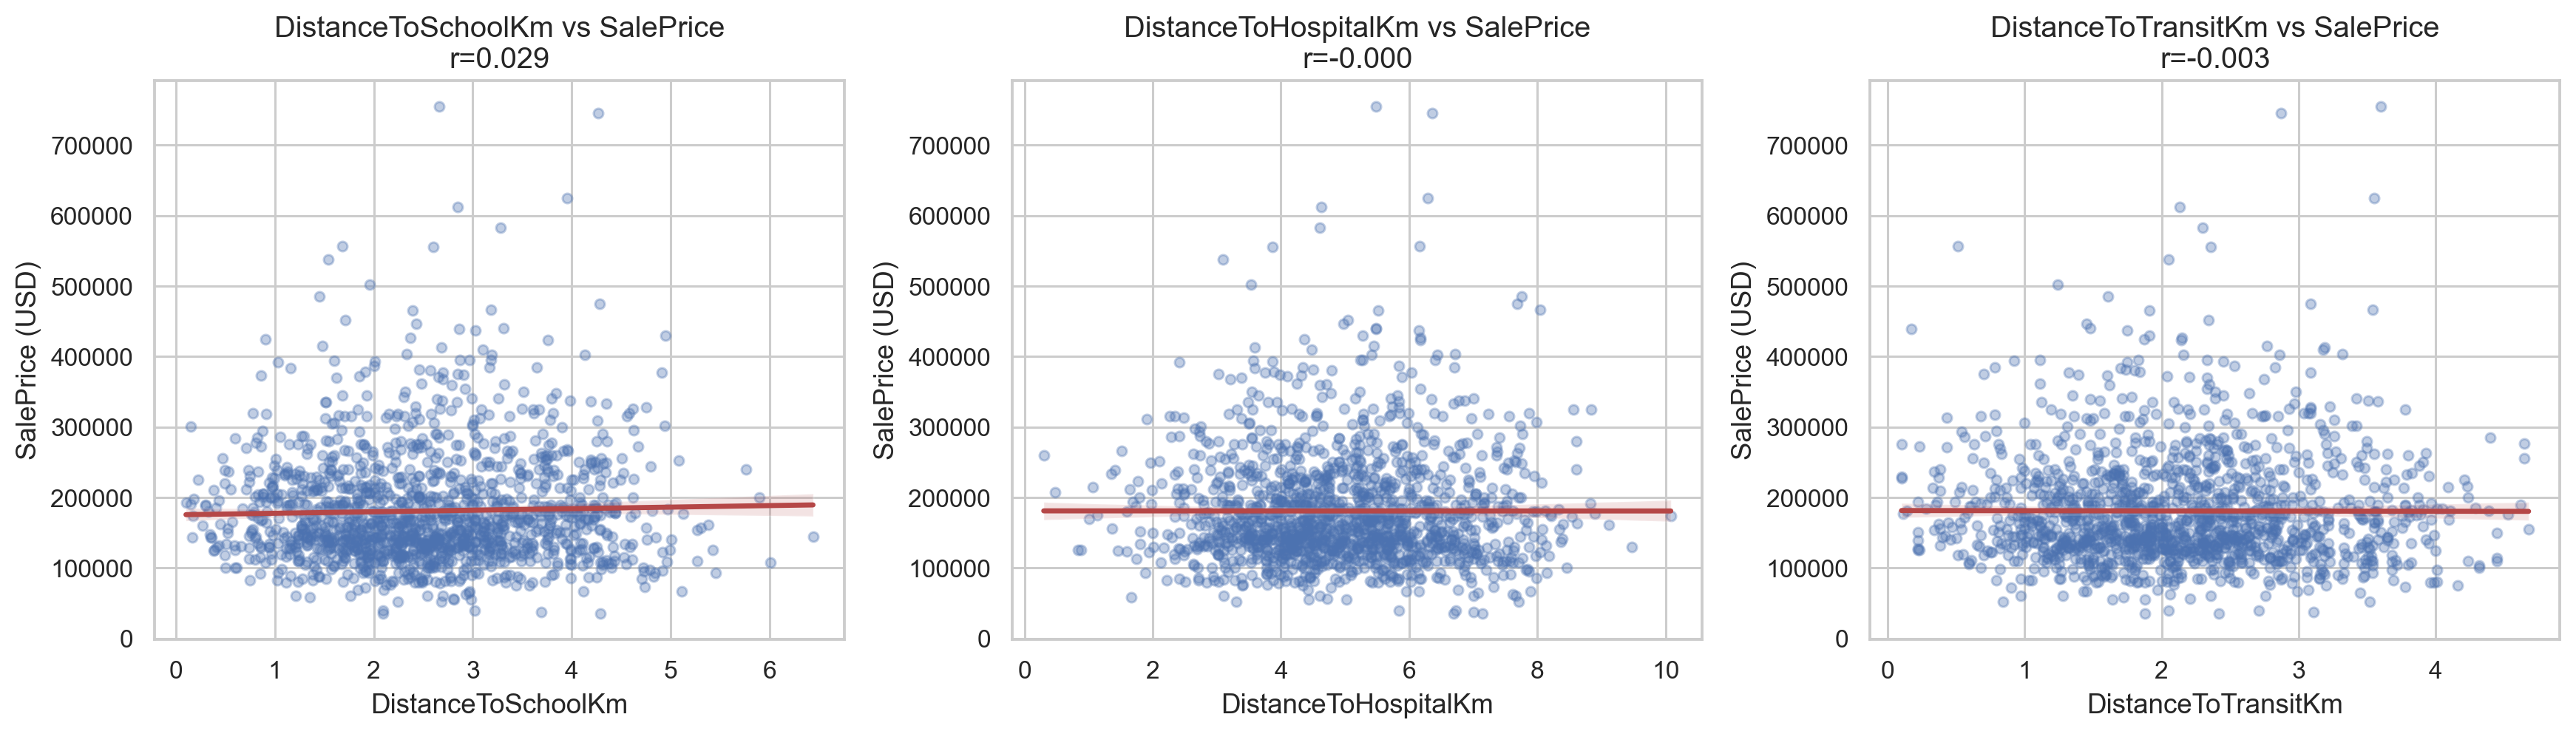 DistanceToSchoolKm vs SalePrice
r=0.029
SalePrice (USD)
700000
600000
500000
400000
300000
200000
100000
0
0 1 2 3 4 5 6
DistanceToSchoolKm
DistanceToHospitalKm vs SalePrice
r=-0.000
SalePrice (USD)
700000
600000
500000
400000
300000
200000
100000
0
0 2 4 6 8 10
DistanceToHospitalKm
DistanceToTransitKm vs SalePrice
r=-0.003
SalePrice (USD)
700000
600000
500000
400000
300000
200000
100000
0
0 1 2 3 4
DistanceToTransitKm